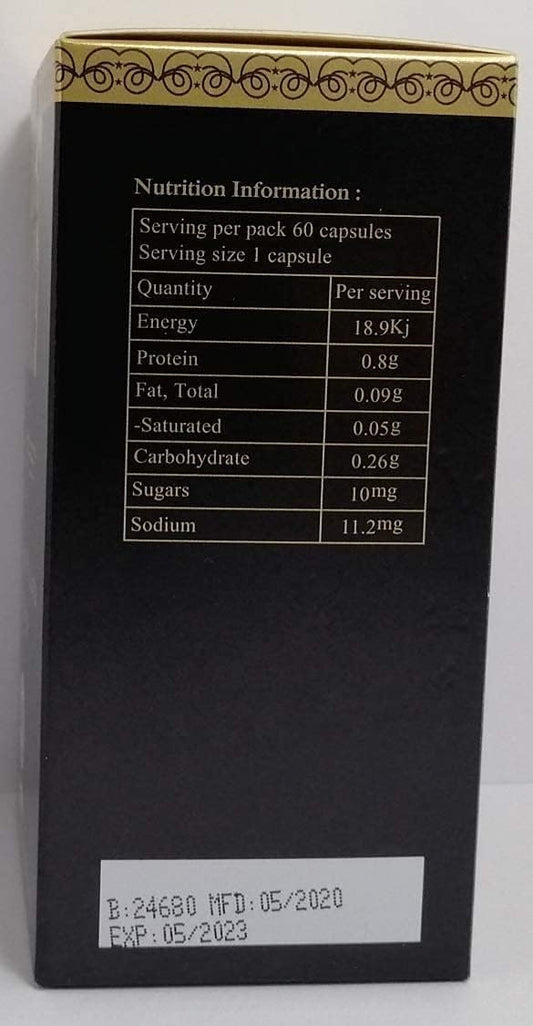 Nutrition Information :
Serving per pack 60 capsules
Serving size 1 capsule
Quantity Per serving
Energy 18.9Kj
Protein 0.8g
Fat, Total 0.09g
-Saturated 0.05g
Carbohydrate 0.26g
Sugars 10mg
Sodium 11.2mg
B:24680 MFD:05/2020
EXP:05/2023